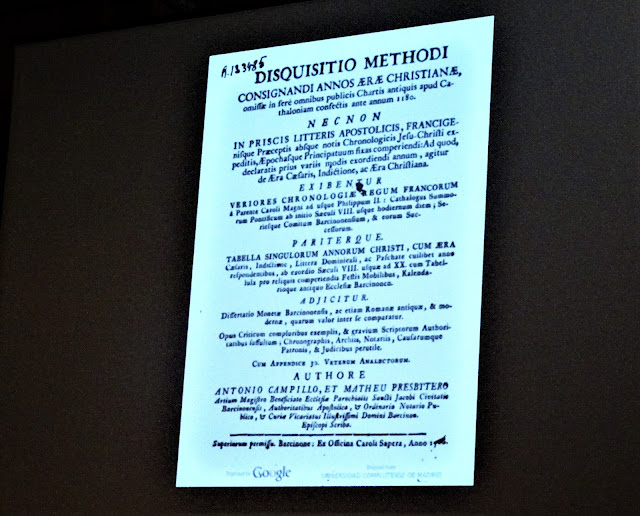 R.133486
DISQUISITIO METHODI
CONSIGNANDI ANNOS ÆRÆ CHRISTIANÆ,
omissæ in ferè omnibus publicis Chartis antiquis apud Ca-
thaloniam confectis ante annum 1180.
NECNON
IN PRISCIS LITTERIS APOSTOLICIS, FRANCIGE-
nisque Præceptis absque notis Chronologicis Jesu-Christi ex-
peditis, Æpochasque Principatuum fixas comperiendi: Ad quod,
declaratis prius variis modis exordiendi annum, agitur
de Æra Cæsaris, Indictione, ac Æra Christiana.
EXIBENTUR
VERIORES CHRONOLOGIÆ REGUM FRANCORUM
à Parente Caroli Magni ad usque Philippum II: Cathalogus Summo-
rum Pontificum ab initio Sæculi VIII. usque hodiernum diem; Se-
riesque Comitum Barcinonensium, & eorum Suc-
cessorum.
PARITERQUE.
TABELLA SINGULORUM ANNORUM CHRISTI, CUM ÆRA
Cæsaris, Indictione, Littera Dominicali, ac Paschate cuilibet anno
respondentibus, ab exordio Sæculi VIII. usque ad XX. cum Tabel-
lula pro reliquis comperiendis Festis Mobilibus, Kalenda-
rioque antiquo Ecclesiæ Barcinonen.
ADJICITUR.
Dissertatio Monetæ Barcinonensis, ac etiam Romanæ antiquæ, & mo-
dernæ, quarum valor inter se comparatur.
Opus Criticum compluribus exemplis, & gravium Scriptorum Authori-
tatibus suffultum; Chronographis, Archivis, Notariis, Causarumque
Patronis, & Judicibus perutile.
CUM APPENDICE 32. VETERUM ANALECTORUM.
AUTHORE
ANTONIO CAMPILLO, ET MATHEU PRESBITERO
Artium Magistro Beneficiato Ecclesiæ Parochialis Sancti Jacobi Civitatis
Barcinonensis, Authoritatibus Apostolica, & Ordinaria Notario Pu-
blico, & Curiæ Vicariatus Illustrissimi Domini Barcinon.
Episcopi Scriba.
Superiorum permissu. Barcinone: Ex Officina Caroli Sapera, Anno
Google
UNIVERSIDAD COMPLUTENSE DE MADRID